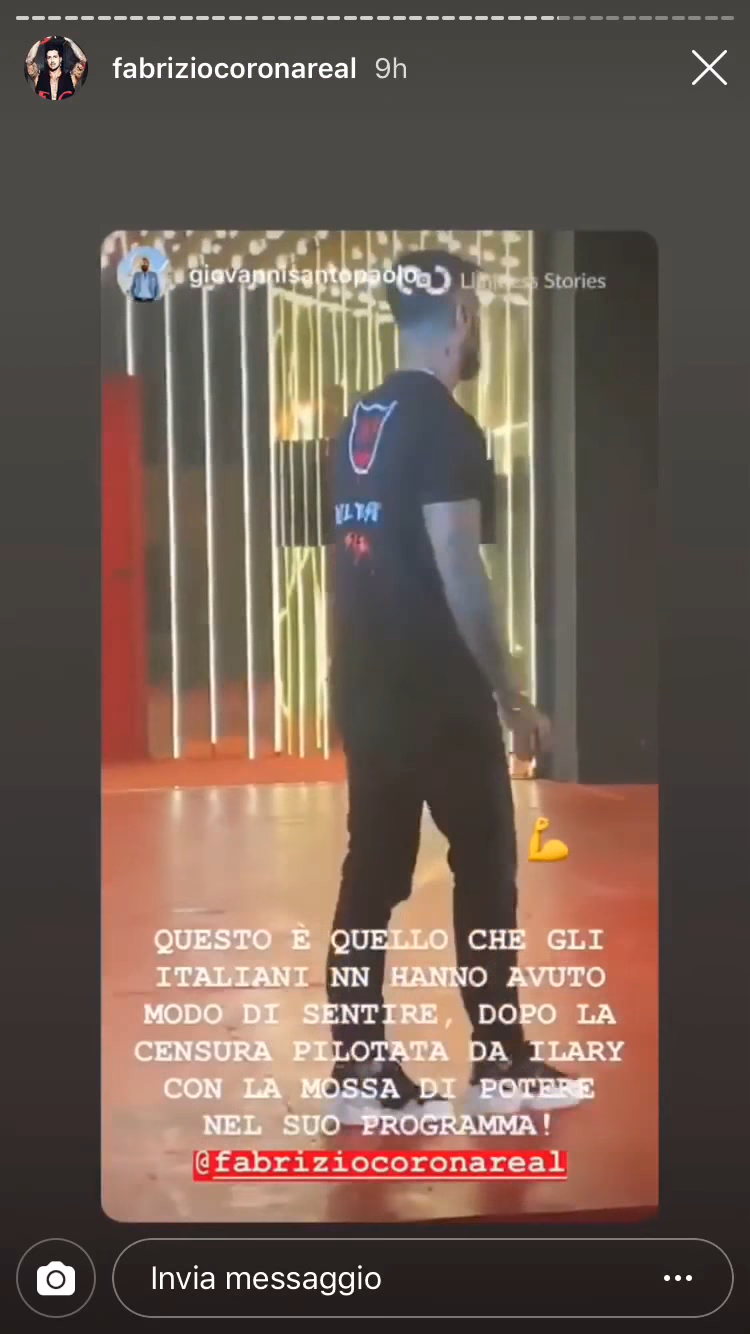 fabriziocoronareal 9h
giovannisantopaolo
Stories
QUESTO È QUELLO CHE GLI
ITALIANI NN HANNO AVUTO
MODO DI SENTIRE, DOPO LA
CENSURA PILOTATA DA ILARY
CON LA MOSSA DI POTERE
NEL SUO PROGRAMMA!
@fabriziocoronareal
Invia messaggio